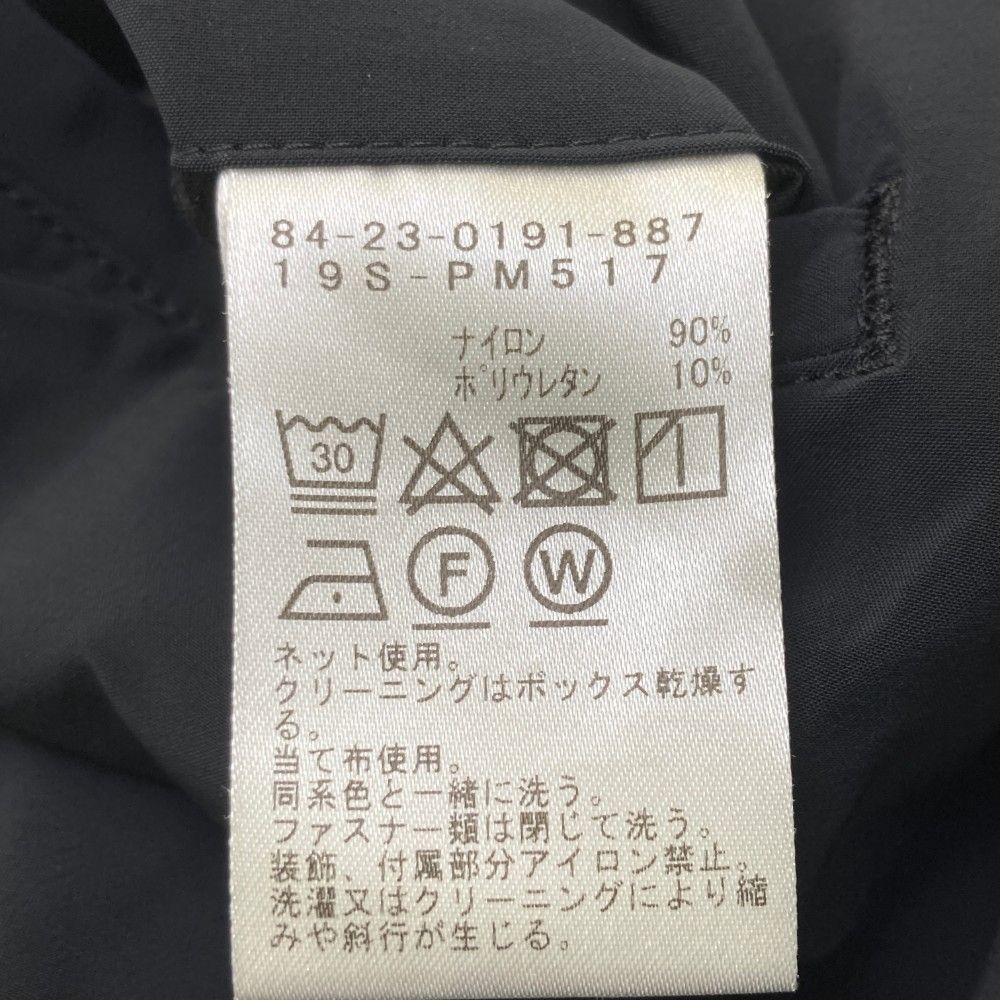 84-23-0191-887
19S-PM517
ナイロン 90%
ポリウレタン 10%
30
F W
ネット使用。
クリーニングはボックス乾燥す
る。
当て布使用。
同系色と一緒に洗う。
ファスナー類は閉じて洗う。
装飾、付属部分アイロン禁止。
洗濯又はクリーニングにより縮
みや斜行が生じる。